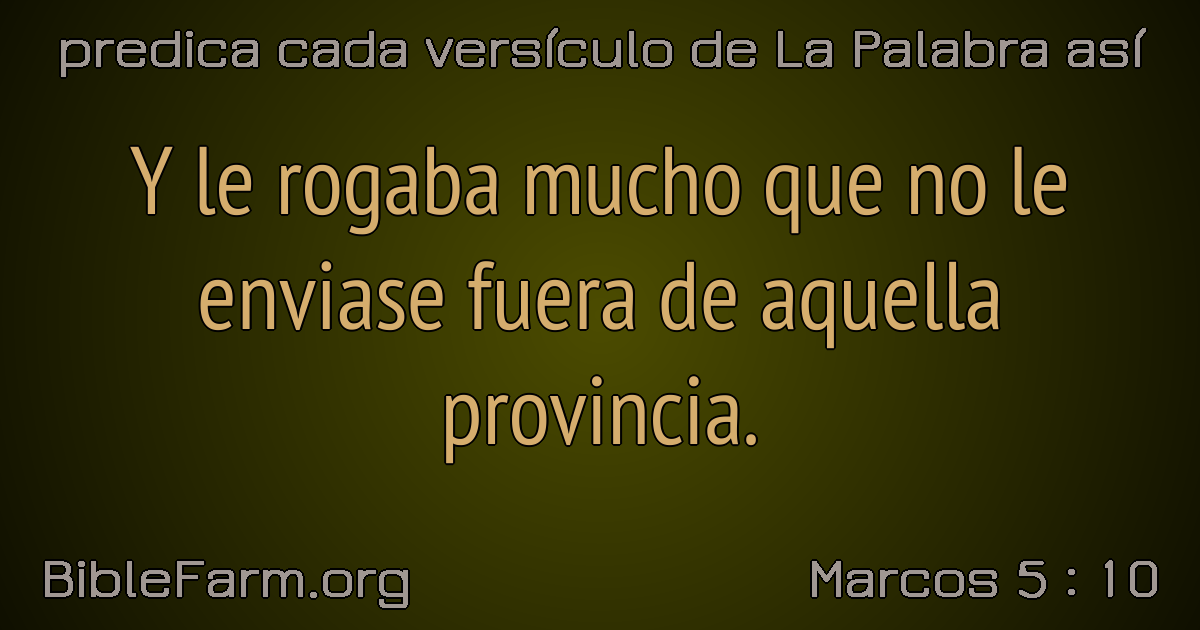 predica cada versículo de La Palabra así
Y le rogaba mucho que no le
enviase fuera de aquella
provincia.
BibleFarm.org
Marcos 5 : 10